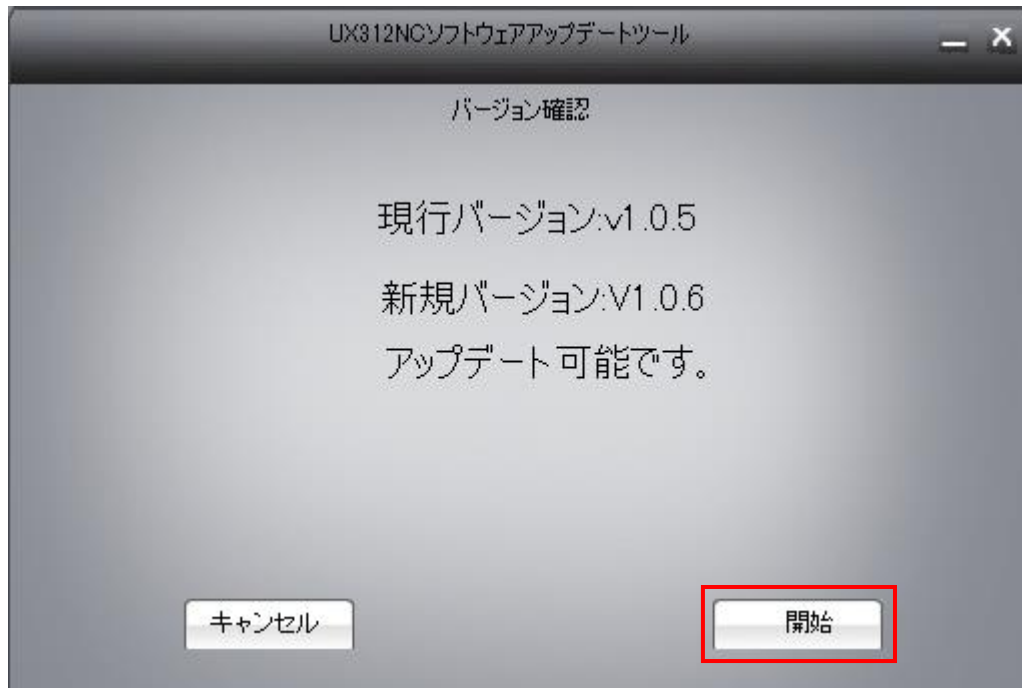 UX312NCソフトウェアアップデートツール
バージョン確認
現行バージョン:v1.0.5
新規バージョン:V1.0.6
アップデート可能です。
キャンセル
開始